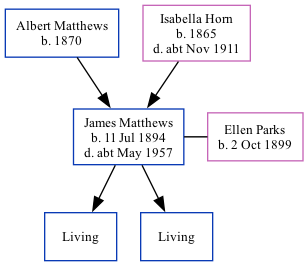 Albert Matthews
b. 1870
Isabella Horn
b. 1865
d. abt Nov 1911
James Matthews
b. 11 Jul 1894
d. abt May 1957
Ellen Parks
b. 2 Oct 1899
Living
Living